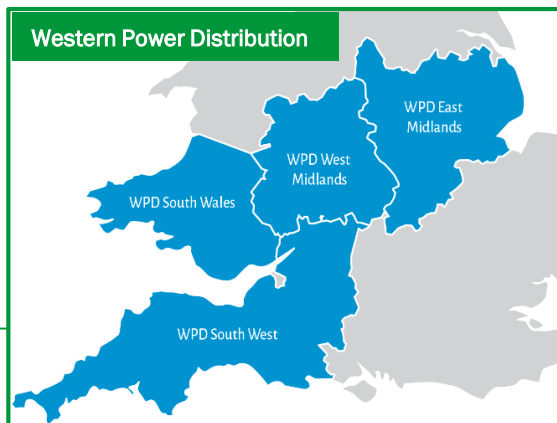 Western Power Distribution
WPD East
Midlands
WPD West
Midlands
WPD South Wales
WPD South West